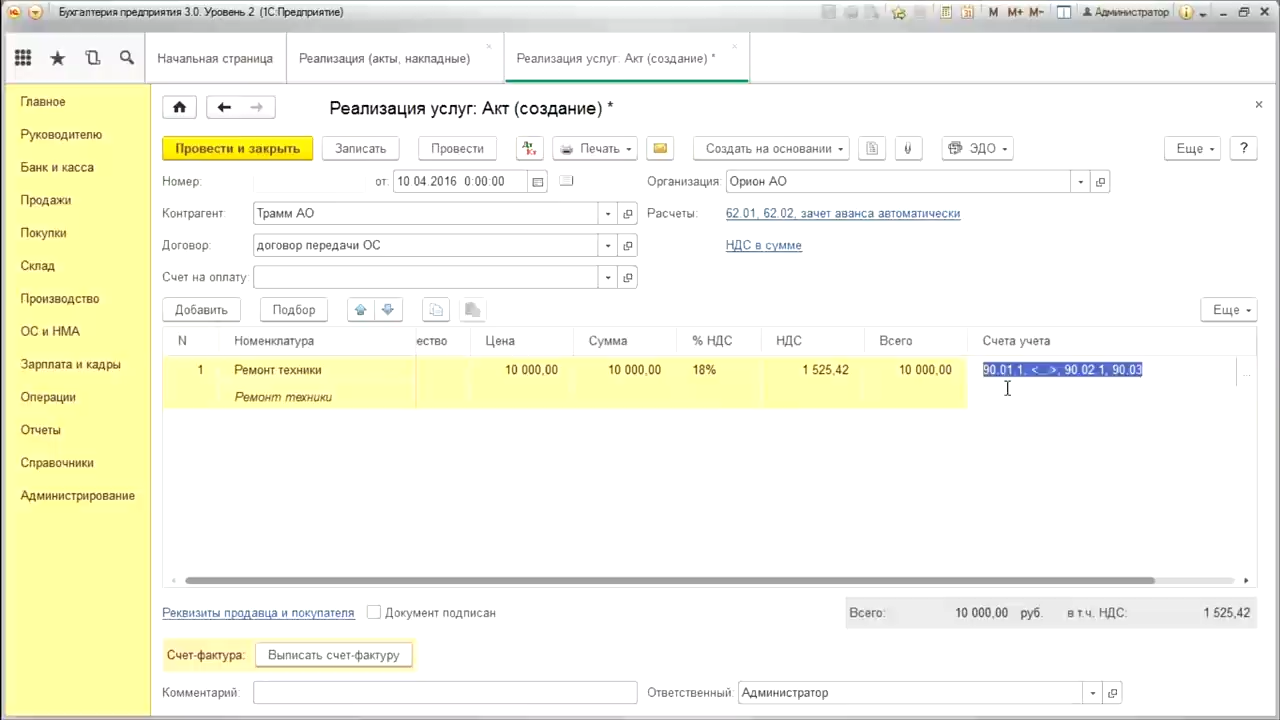 Бухгалтерия предприятия 3.0. Уровень 2 (1С:Предприятие)
M M+ M- Администратор
Начальная страница
Реализация (акты, накладные)
Реализация услуг: Акт (создание) *
Главное
Руководителю
Банк и касса
Продажи
Покупки
Склад
Производство
ОС и НМА
Зарплата и кадры
Операции
Отчеты
Справочники
Администрирование
Реализация услуг: Акт (создание) *
Провести и закрыть Записать Провести Печать Создать на основании ЭДО Еще ?
Номер: от: 10 04.2016 0:00:00 Организация: Орион АО
Контрагент: Трамм АО Расчеты: 62.01, 62.02, зачет аванса автоматически
Договор: договор передачи ОС НДС в сумме
Счет на оплату:
Добавить Подбор Еще
N Номенклатура ество Цена Сумма % НДС НДС Всего Счета учета
1 Ремонт техники 10 000,00 10 000,00 18% 1 525,42 10 000,00 90.01.1, <...>, 90.02.1, 90.03
Ремонт техники
Реквизиты продавца и покупателя Документ подписан Всего: 10 000,00 руб. в т.ч. НДС: 1 525,42
Счет-фактура: Выписать счет-фактуру
Комментарий: Ответственный: Администратор